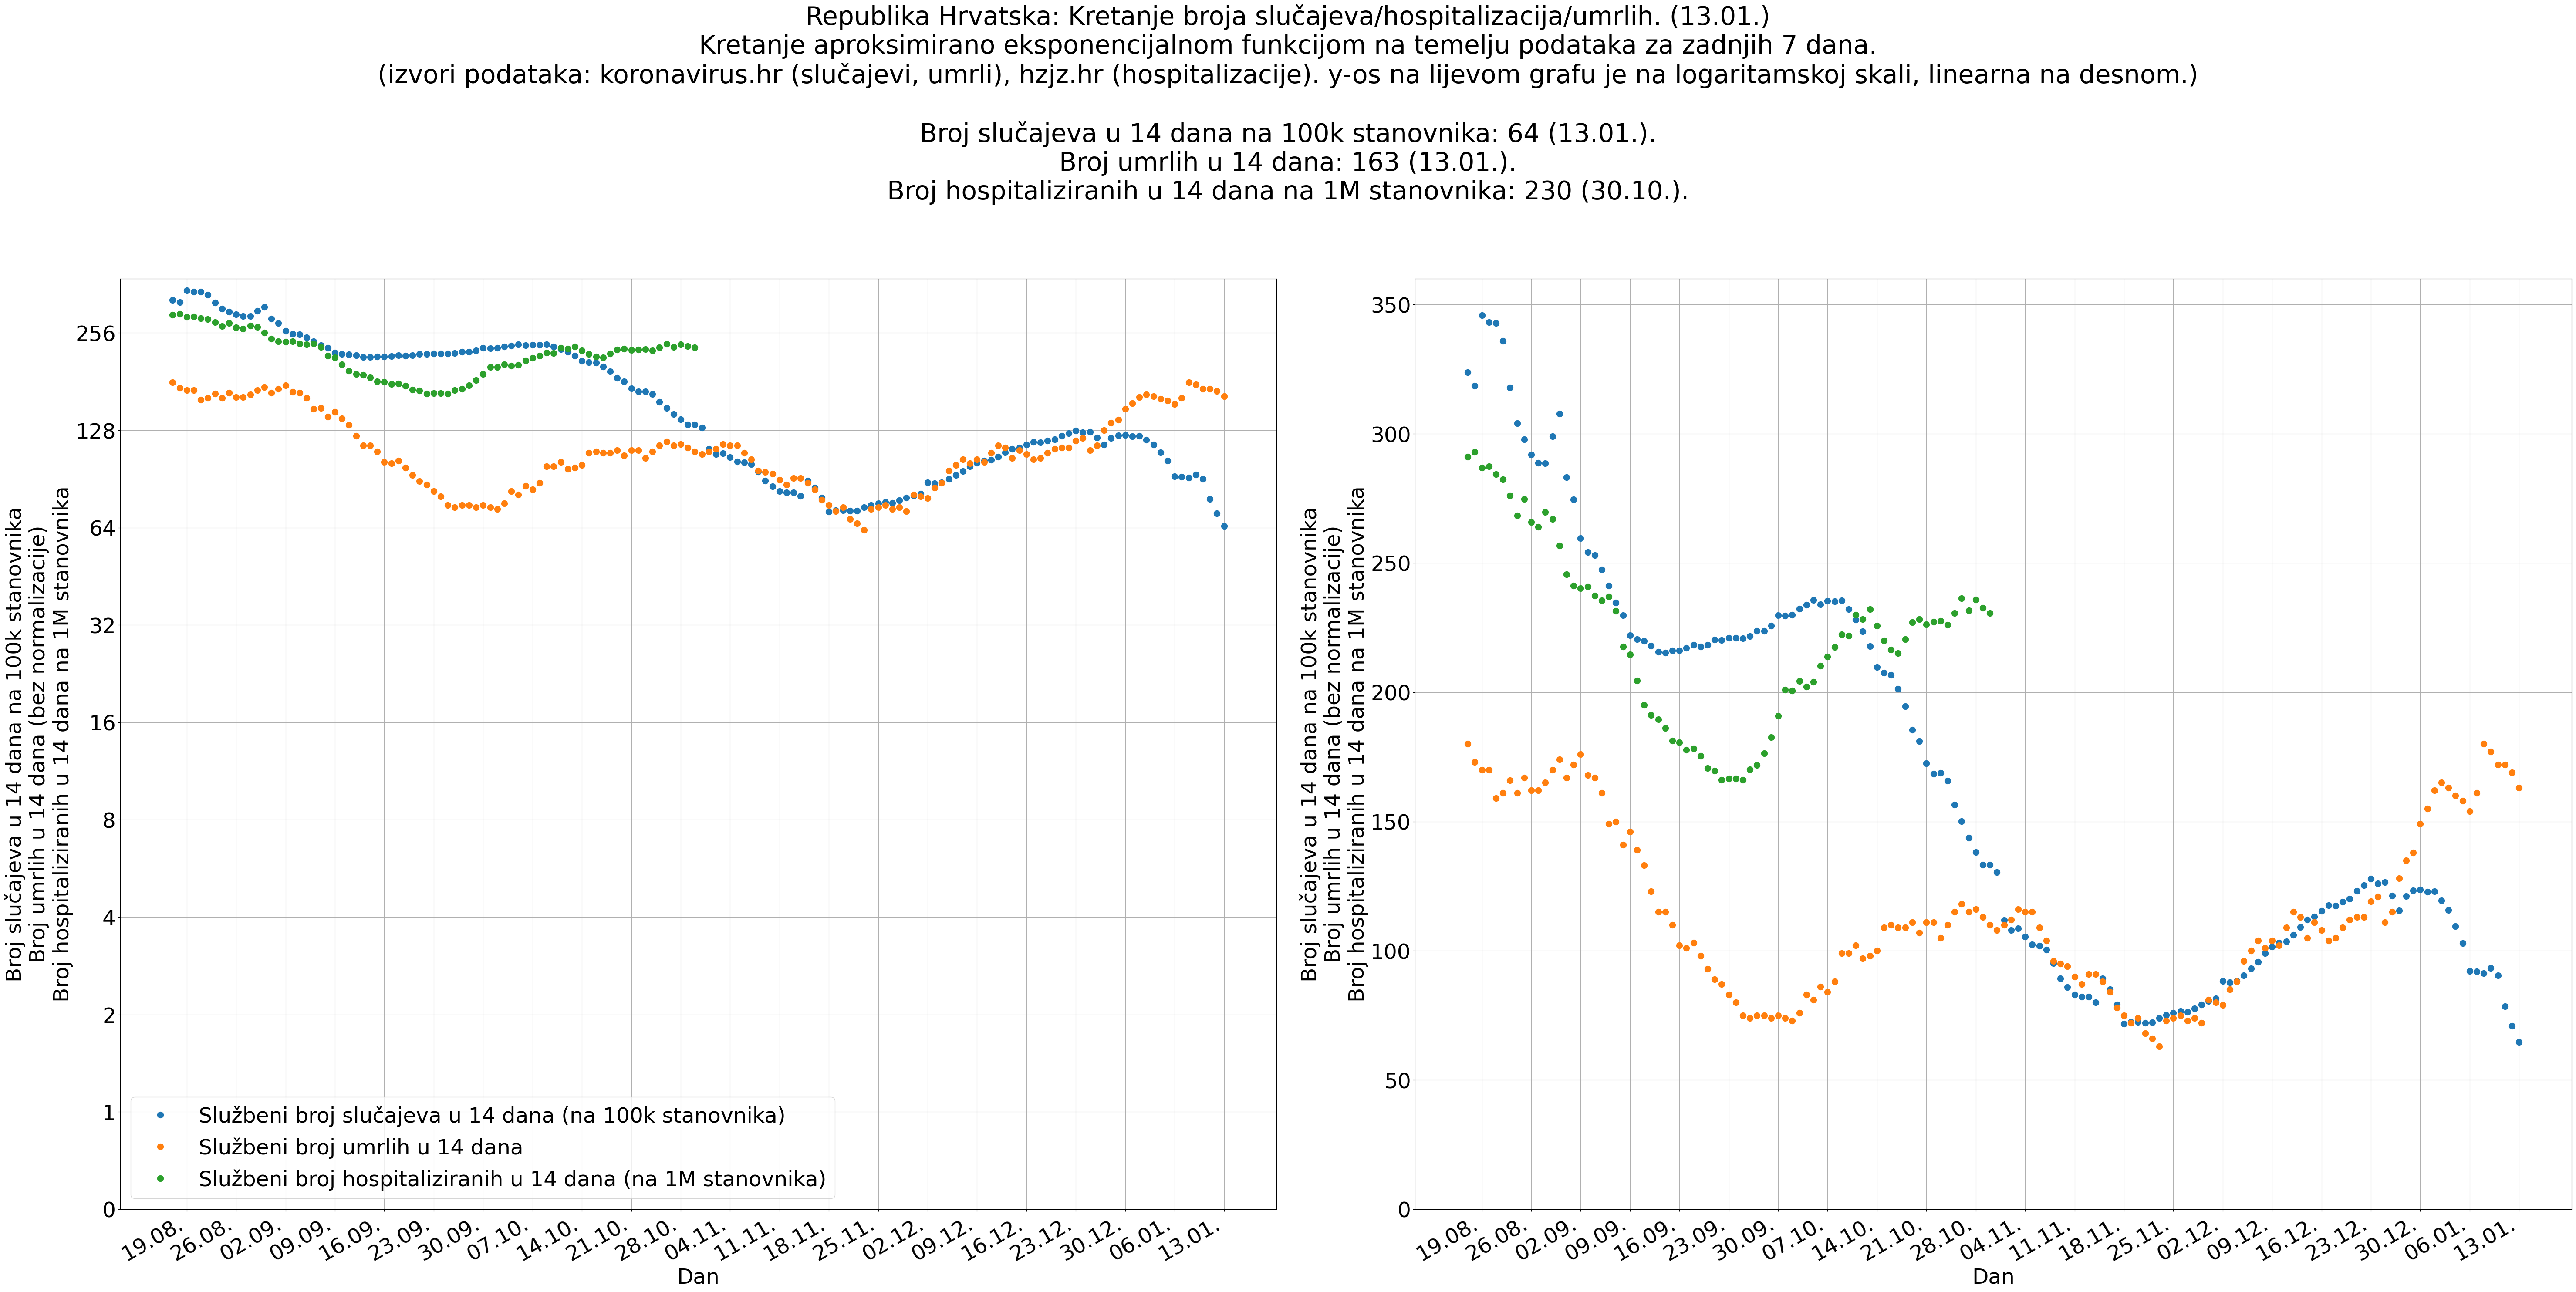 Republika Hrvatska: Kretanje broja slučajeva/hospitalizacija/umrlih. (13.01.)
Kretanje aproksimirano eksponencijalnom funkcijom na temelju podataka za zadnjih 7 dana.
(izvori podataka: koronavirus.hr (slučajevi, umrli), hzjz.hr (hospitalizacije). y-os na lijevom grafu je na logaritamskoj skali, linearna na desnom.)
Broj slučajeva u 14 dana na 100k stanovnika: 64 (13.01.).
Broj umrlih u 14 dana: 163 (13.01.).
Broj hospitaliziranih u 14 dana na 1M stanovnika: 230 (30.10.).
Broj slučajeva u 14 dana na 100k stanovnika
Broj umrlih u 14 dana (bez normalizacije)
Broj hospitaliziranih u 14 dana na 1M stanovnika
256
128
64
32
16
8
4
2
1
0
Službeni broj slučajeva u 14 dana (na 100k stanovnika)
Službeni broj umrlih u 14 dana
Službeni broj hospitaliziranih u 14 dana (na 1M stanovnika)
19.08. 26.08. 02.09. 09.09. 16.09. 23.09. 30.09. 07.10. 14.10. 21.10. 28.10. 04.11. 11.11. 18.11. 25.11. 02.12. 09.12. 16.12. 23.12. 30.12. 06.01. 13.01.
Dan
Broj slučajeva u 14 dana na 100k stanovnika
Broj umrlih u 14 dana (bez normalizacije)
Broj hospitaliziranih u 14 dana na 1M stanovnika
350
300
250
200
150
100
50
0
19.08. 26.08. 02.09. 09.09. 16.09. 23.09. 30.09. 07.10. 14.10. 21.10. 28.10. 04.11. 11.11. 18.11. 25.11. 02.12. 09.12. 16.12. 23.12. 30.12. 06.01. 13.01.
Dan